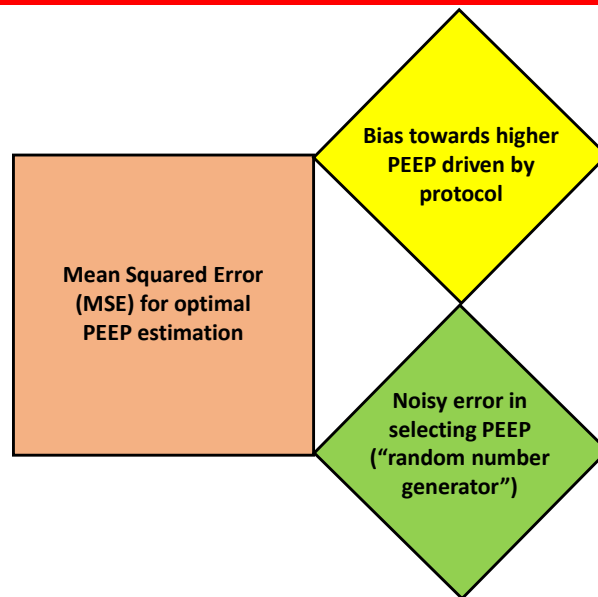 Bias towards higher
PEEP driven by
protocol
Mean Squared Error
(MSE) for optimal
PEEP estimation
Noisy error in
selecting PEEP
(“random number
generator”)